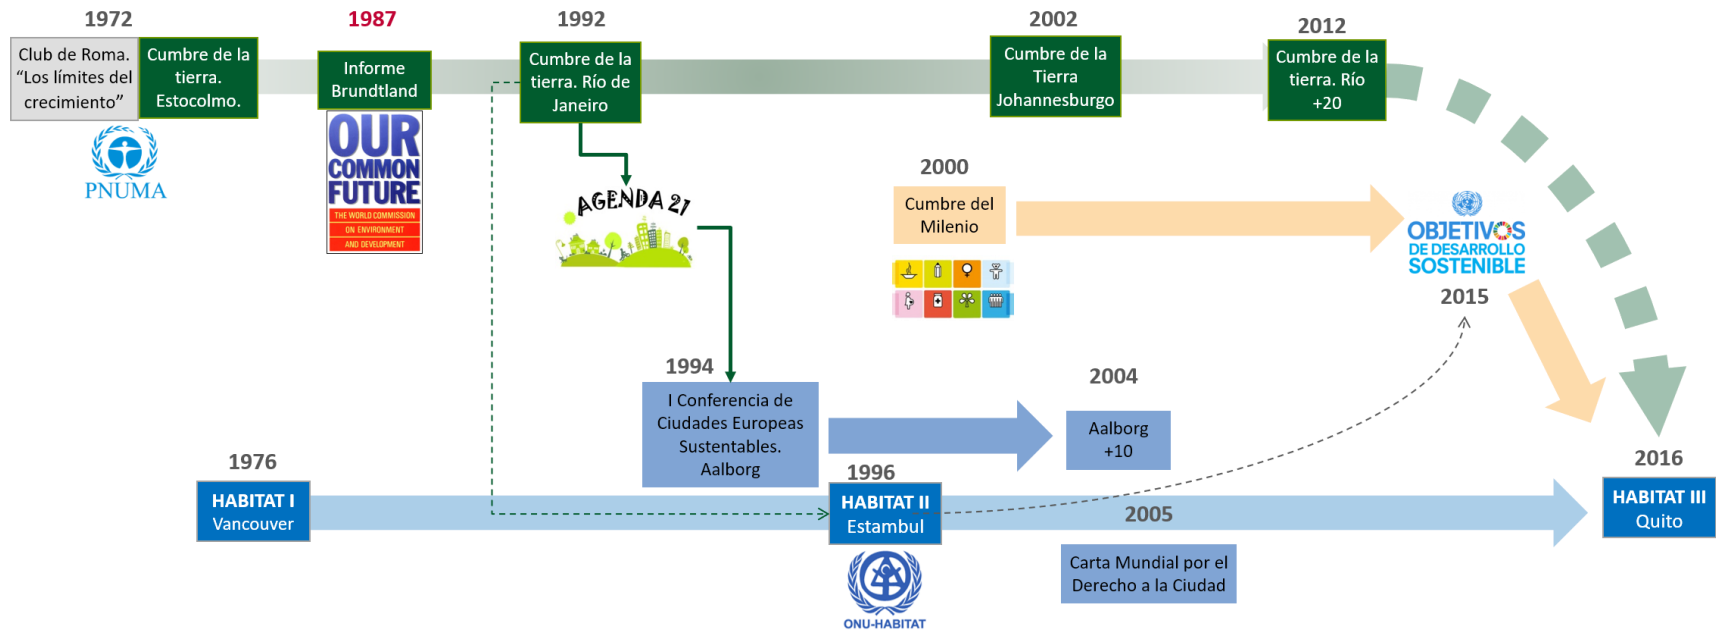 1972
Club de Roma.
“Los límites del
crecimiento”
Cumbre de la
tierra.
Estocolmo.
PNUMA
1987
Informe
Brundtland
OUR
COMMON
FUTURE
THE WORLD COMMISSION
ON ENVIRONMENT
AND DEVELOPMENT
1992
Cumbre de la
tierra. Río de
Janeiro
AGENDA 21
2002
Cumbre de la
Tierra
Johannesburgo
2012
Cumbre de la
tierra. Río
+20
2000
Cumbre del
Milenio
OBJETIVOS
DE DESARROLLO
SOSTENIBLE
2015
1994
I Conferencia de
Ciudades Europeas
Sustentables.
Aalborg
2004
Aalborg
+10
1976
HABITAT I
Vancouver
1996
HABITAT II
Estambul
ONU-HABITAT
2005
Carta Mundial por el
Derecho a la Ciudad
2016
HABITAT III
Quito